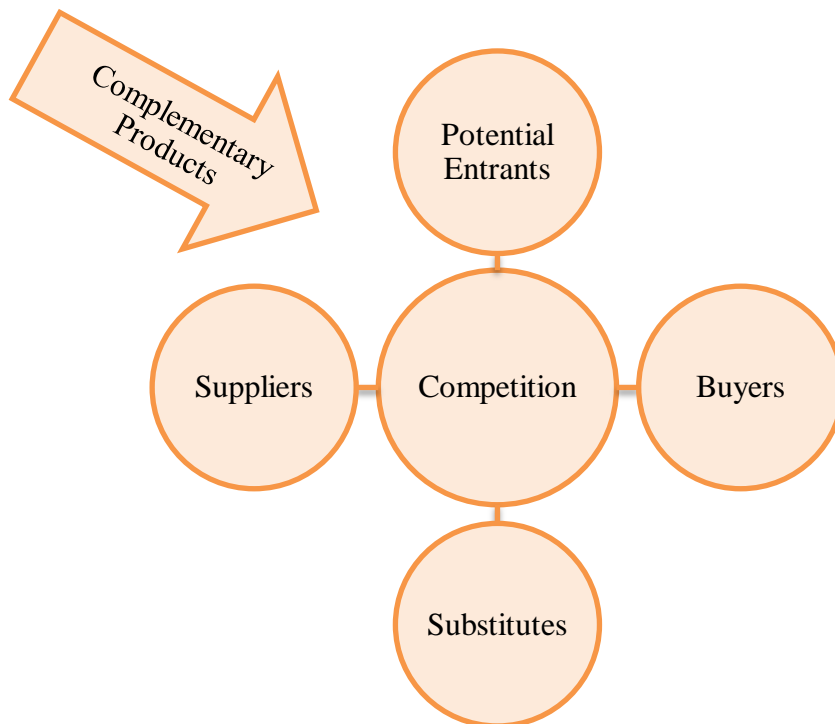 Complementary
Products
Potential
Entrants
Suppliers
Competition
Buyers
Substitutes